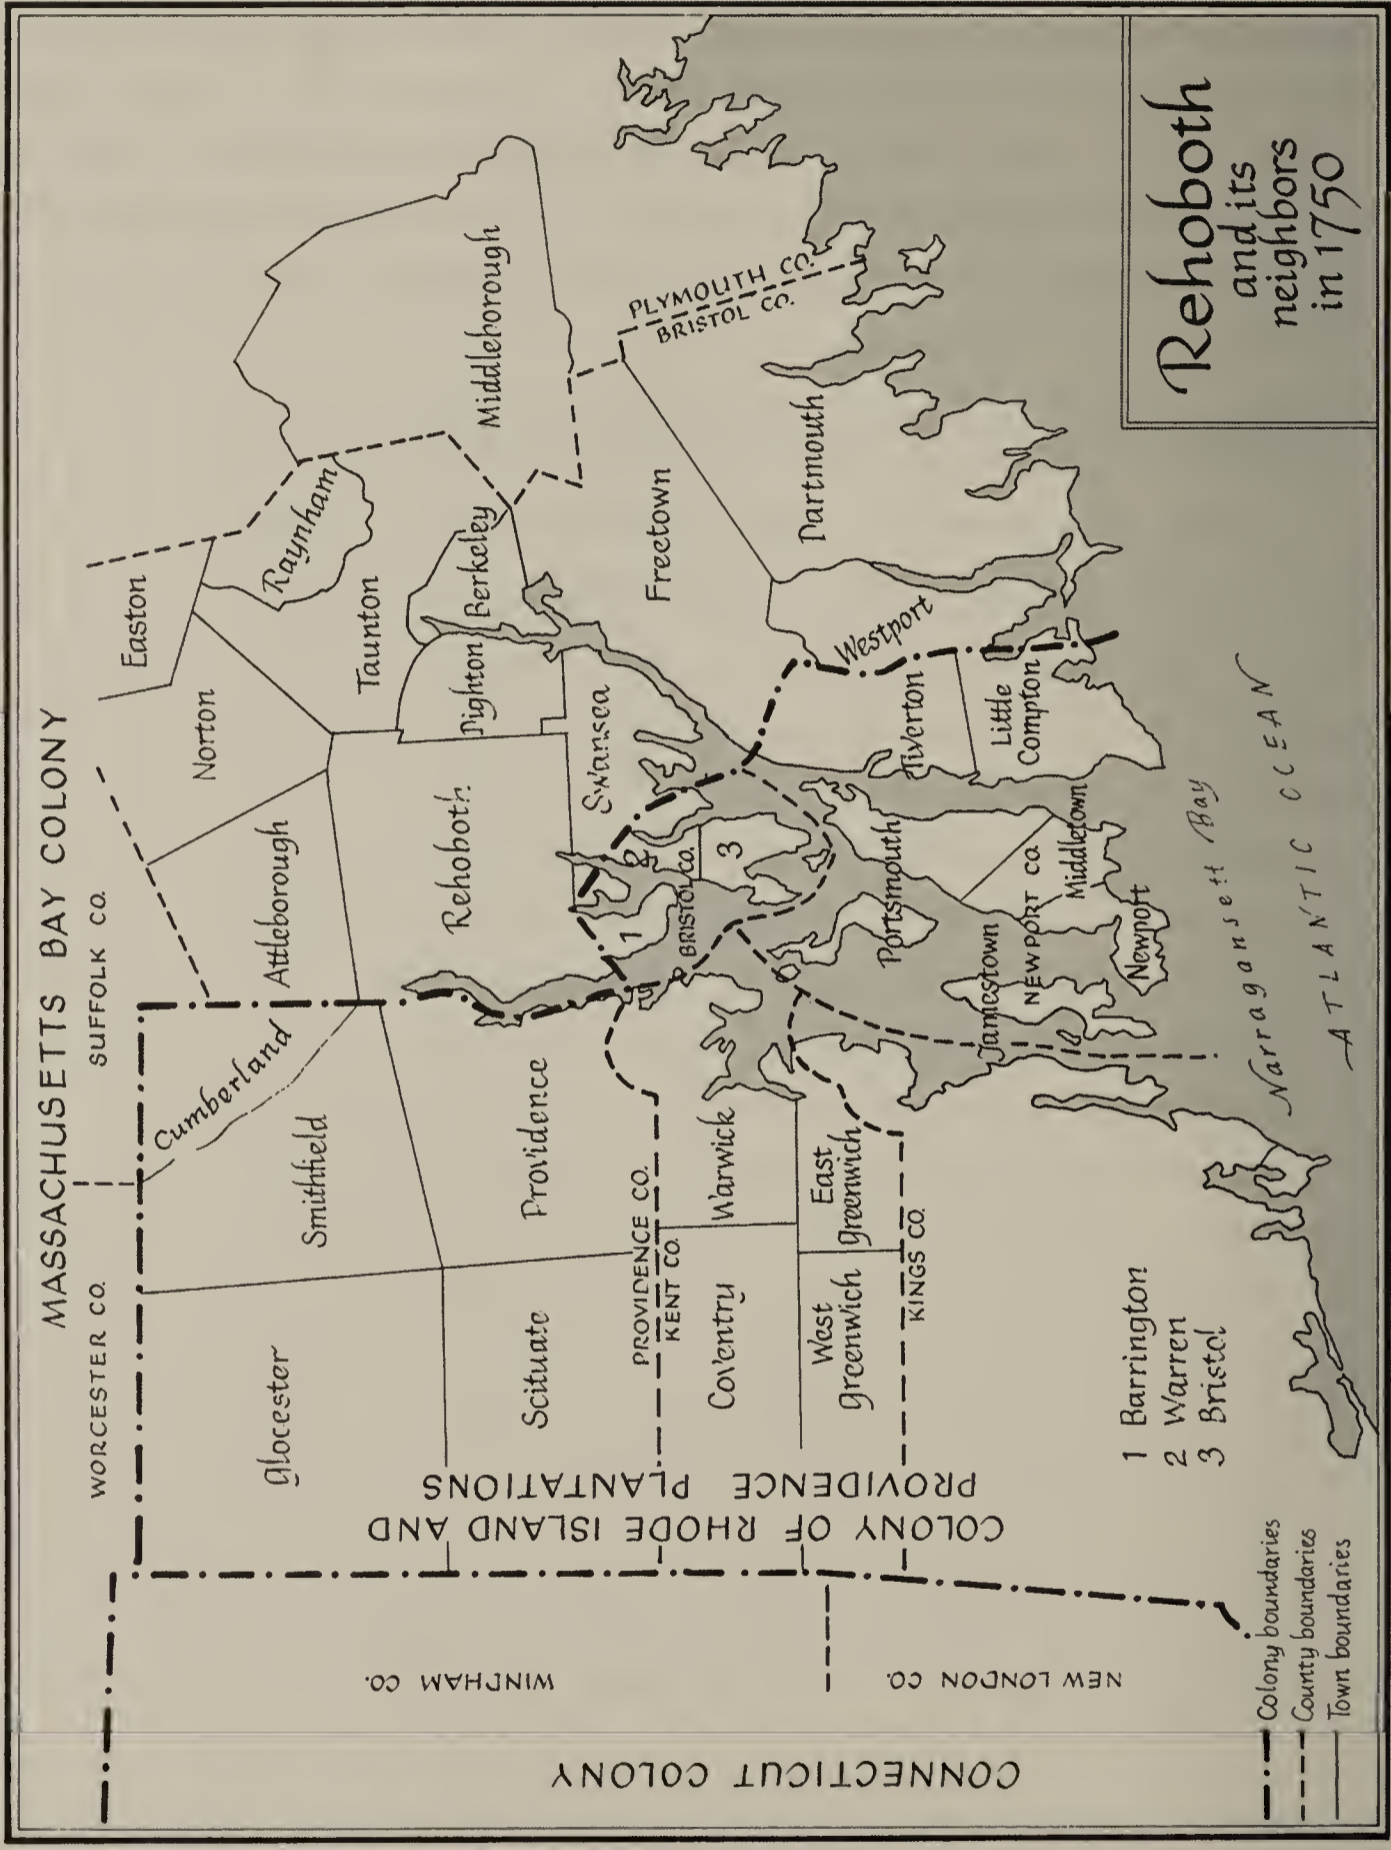 MASSACHUSETTS BAY COLONY
WORCESTER CO.
SUFFOLK CO.
Cumberland
Attleborough
Norton
Easton
Raynham
Taunton
Middleborough
Glocester
Smithfield
Providence
Scituate
Rehoboth
Dighton
Berkeley
Swansea
Freetown
PLYMOUTH CO.
BRISTOL CO.
Dartmouth
Westport
Tiverton
Little
Compton
PROVIDENCE CO.
KENT CO.
Coventry
Warwick
West
Greenwich
East
Greenwich
KINGS CO.
1
2
3
BRISTOL CO.
Portsmouth
Middletown
NEWPORT CO.
Newport
Jamestown
Narragansett Bay
ATLANTIC OCEAN
COLONY OF RHODE ISLAND AND
PROVIDENCE PLANTATIONS
WINDHAM CO.
NEW LONDON CO.
CONNECTICUT COLONY
1 Barrington
2 Warren
3 Bristol
Colony boundaries
County boundaries
Town boundaries
Rehoboth
and its
neighbors
in 1750